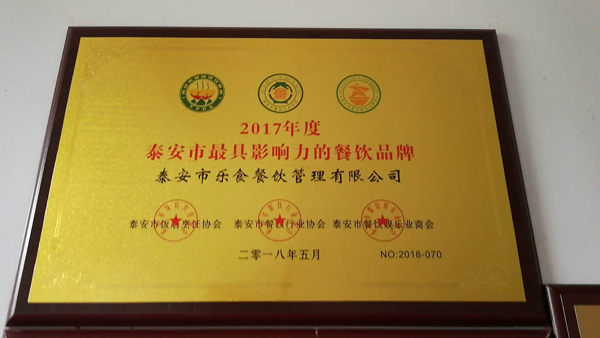 2017年度
泰安市最具影响力的餐饮品牌
泰安市乐食餐饮管理有限公司
泰安市饭店烹饪协会 泰安市餐饮行业协会 泰安市餐饮娱乐业商会
二零一八年五月 NO:2018-070